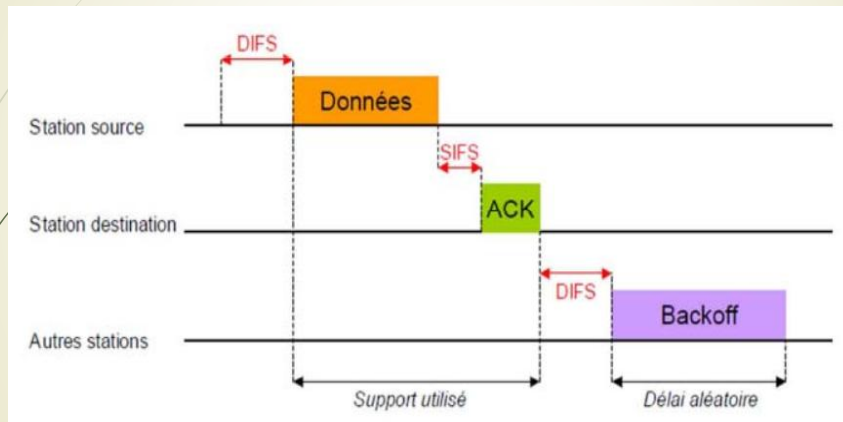 DIFS
Données
Station source
SIFS
ACK
Station destination
DIFS
Backoff
Autres stations
Support utilisé
Délai aléatoire